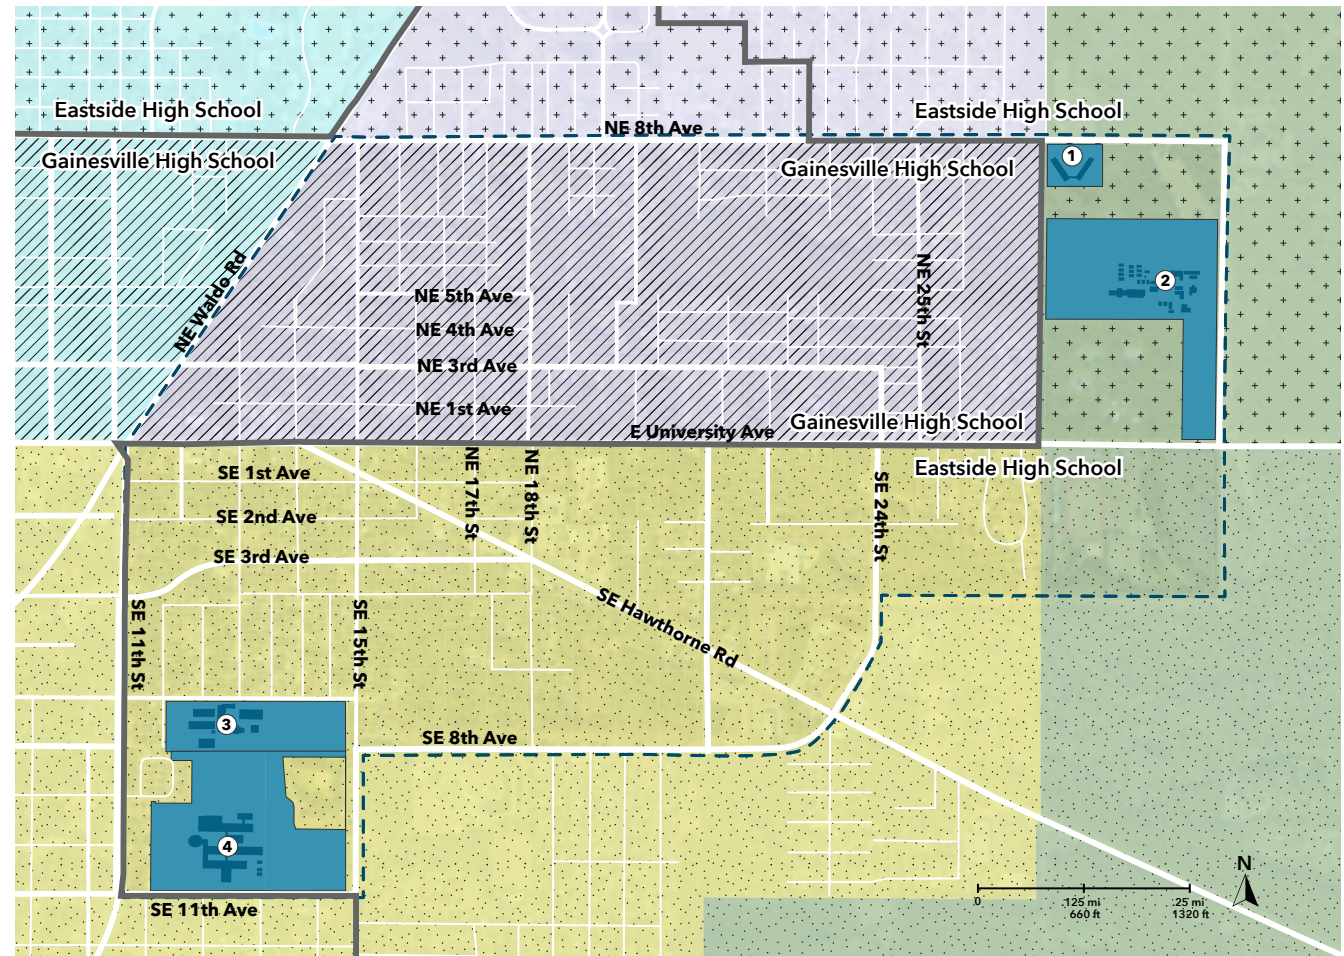 Eastside High School
Eastside High School
NE 8th Ave
Gainesville High School
Gainesville High School
1
2
NE Waldo Rd
NE 25th St
NE 5th Ave
NE 4th Ave
NE 3rd Ave
NE 1st Ave
Gainesville High School
E University Ave
Eastside High School
SE 1st Ave
NE 17th St
NE 18th St
SE 24th St
SE 2nd Ave
SE 3rd Ave
SE 11th St
SE 15th St
SE Hawthorne Rd
3
SE 8th Ave
4
SE 11th Ave
N
0
.125 mi
660 ft
.25 mi
1320 ft